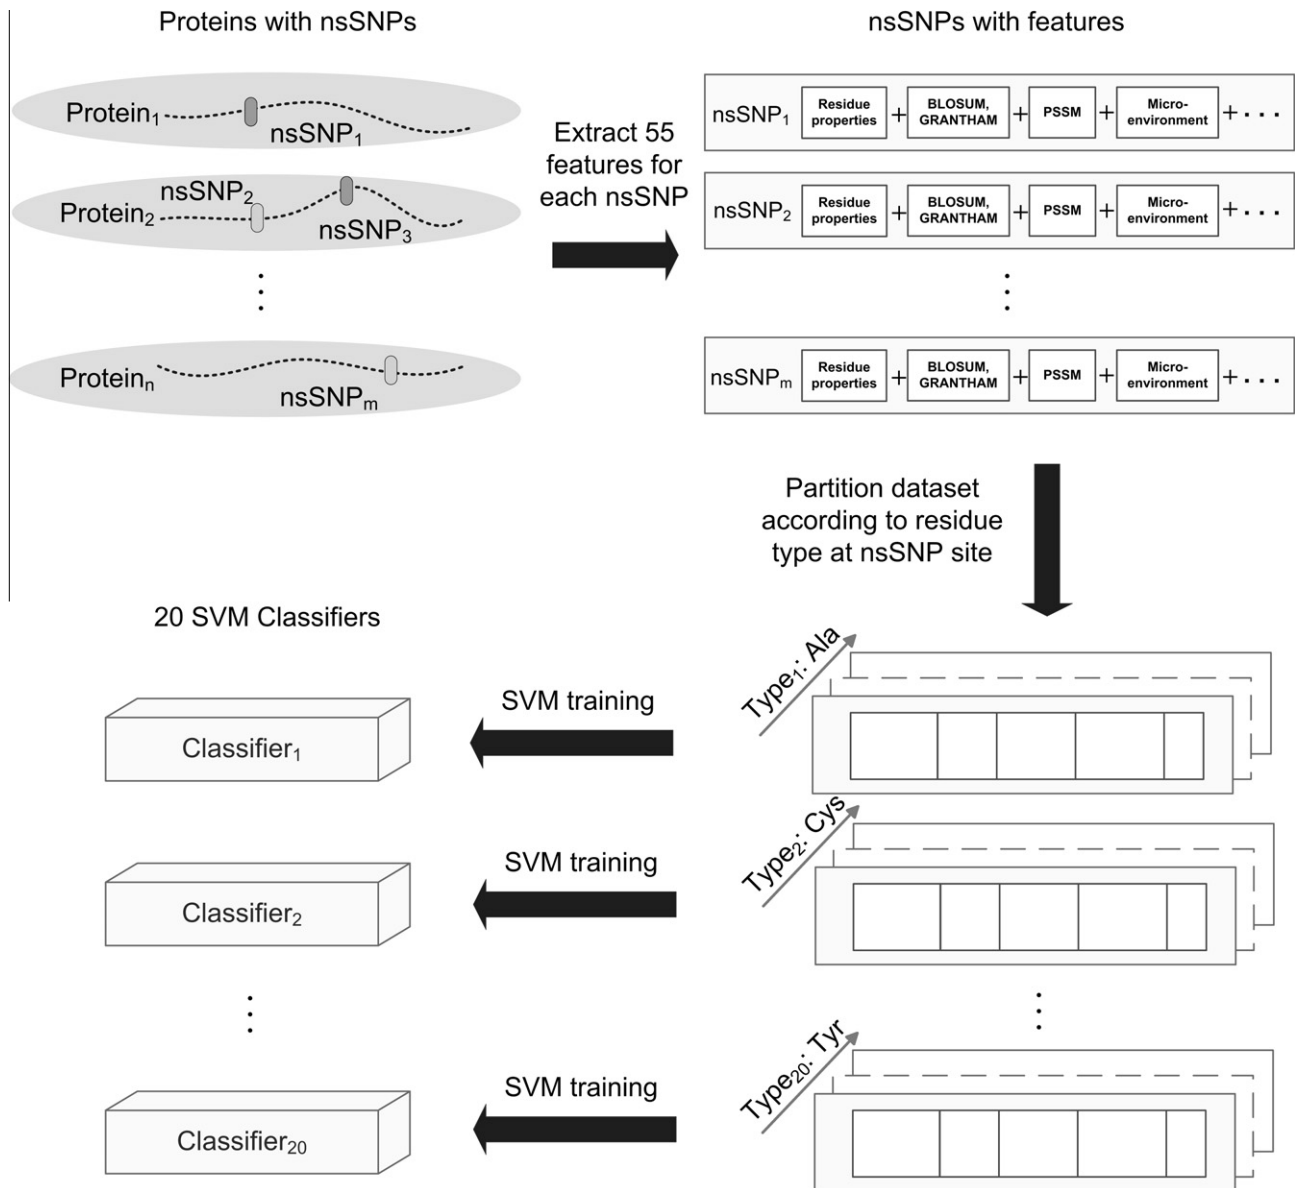 Proteins with nsSNPs
nsSNPs with features
Protein₁
nsSNP₁
nsSNP₂
Protein₂
nsSNP₃
Proteinₙ
nsSNPₘ
Extract 55
features for
each nsSNP
nsSNP₁ Residue properties + BLOSUM, GRANTHAM + PSSM + Micro-environment + ...
nsSNP₂ Residue properties + BLOSUM, GRANTHAM + PSSM + Micro-environment + ...
nsSNPₘ Residue properties + BLOSUM, GRANTHAM + PSSM + Micro-environment + ...
Partition dataset
according to residue
type at nsSNP site
20 SVM Classifiers
Type₁: Ala
SVM training
Classifier₁
Type₂: Cys
SVM training
Classifier₂
Type₂₀: Tyr
SVM training
Classifier₂₀